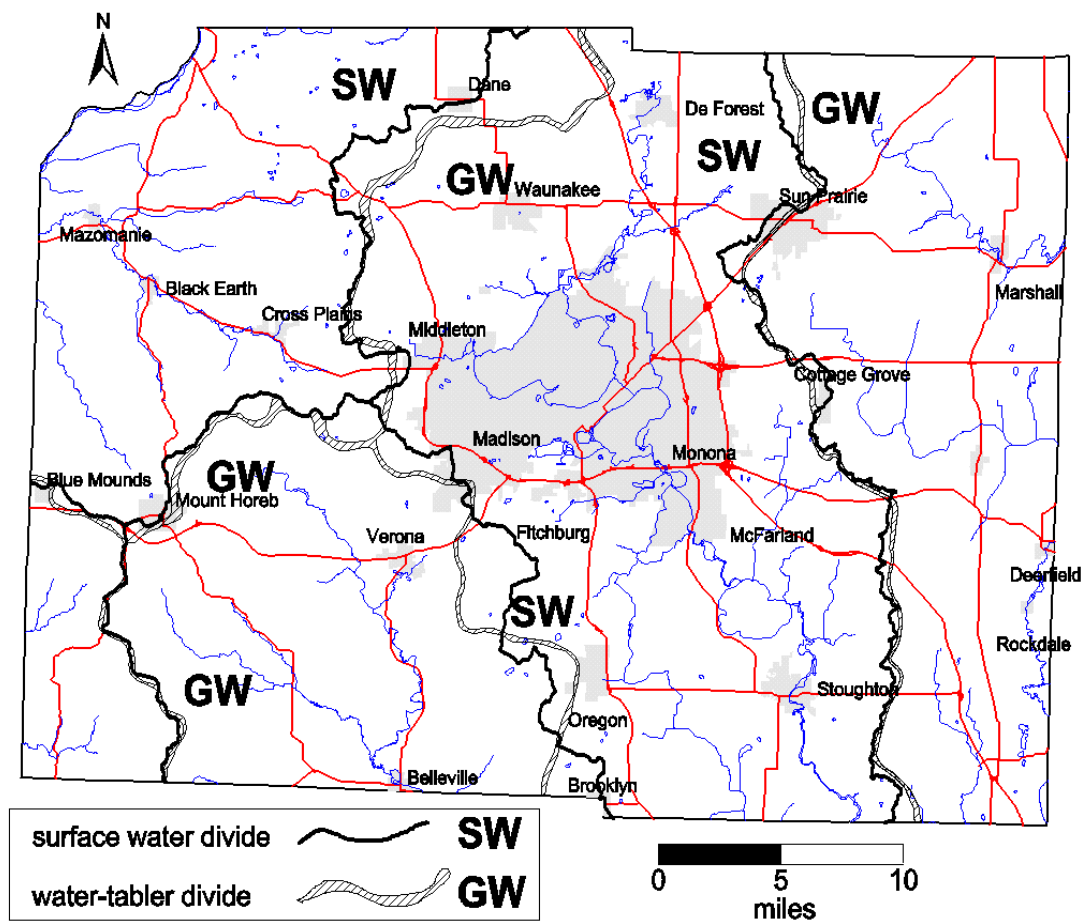 N
SW
Dane
De Forest
GW
SW
GW
Waunakee
Sun Prairie
Mazomanie
Black Earth
Marshall
Cross Plains
Middleton
Cottage Grove
Madison
Monona
GW
Blue Mounds
Mount Horeb
Verona
Fitchburg
McFarland
Deerfield
SW
Rockdale
GW
Stoughton
Oregon
Belleville
Brooklyn
surface water divide SW
water-tabler divide GW
0 5 10
miles